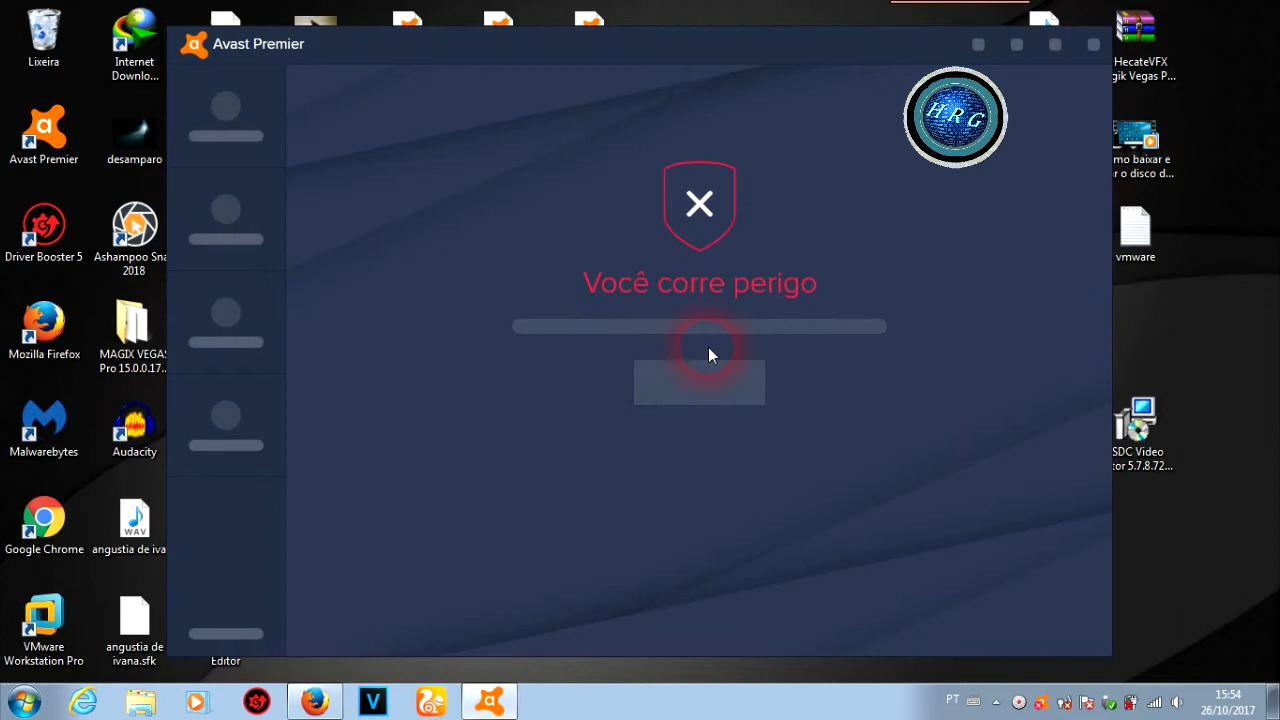 Avast Premier
HRG
Você corre perigo
Lixeira
Internet
Downlo...
Avast Premier
desamparo
Driver Booster 5
Ashampoo Sna
2018
Mozilla Firefox
MAGIX VEGAS
Pro 15.0.0.17...
Malwarebytes
Audacity
Google Chrome
WAV
angustia de iva
VMware
Workstation Pro
angustia de
ivana.sfk
Editor
HecateVFX
gik Vegas P...
mo baixar e
r o disco d...
vmware
SDC Video
tor 5.7.8.72...
PT
15:54
26/10/2017